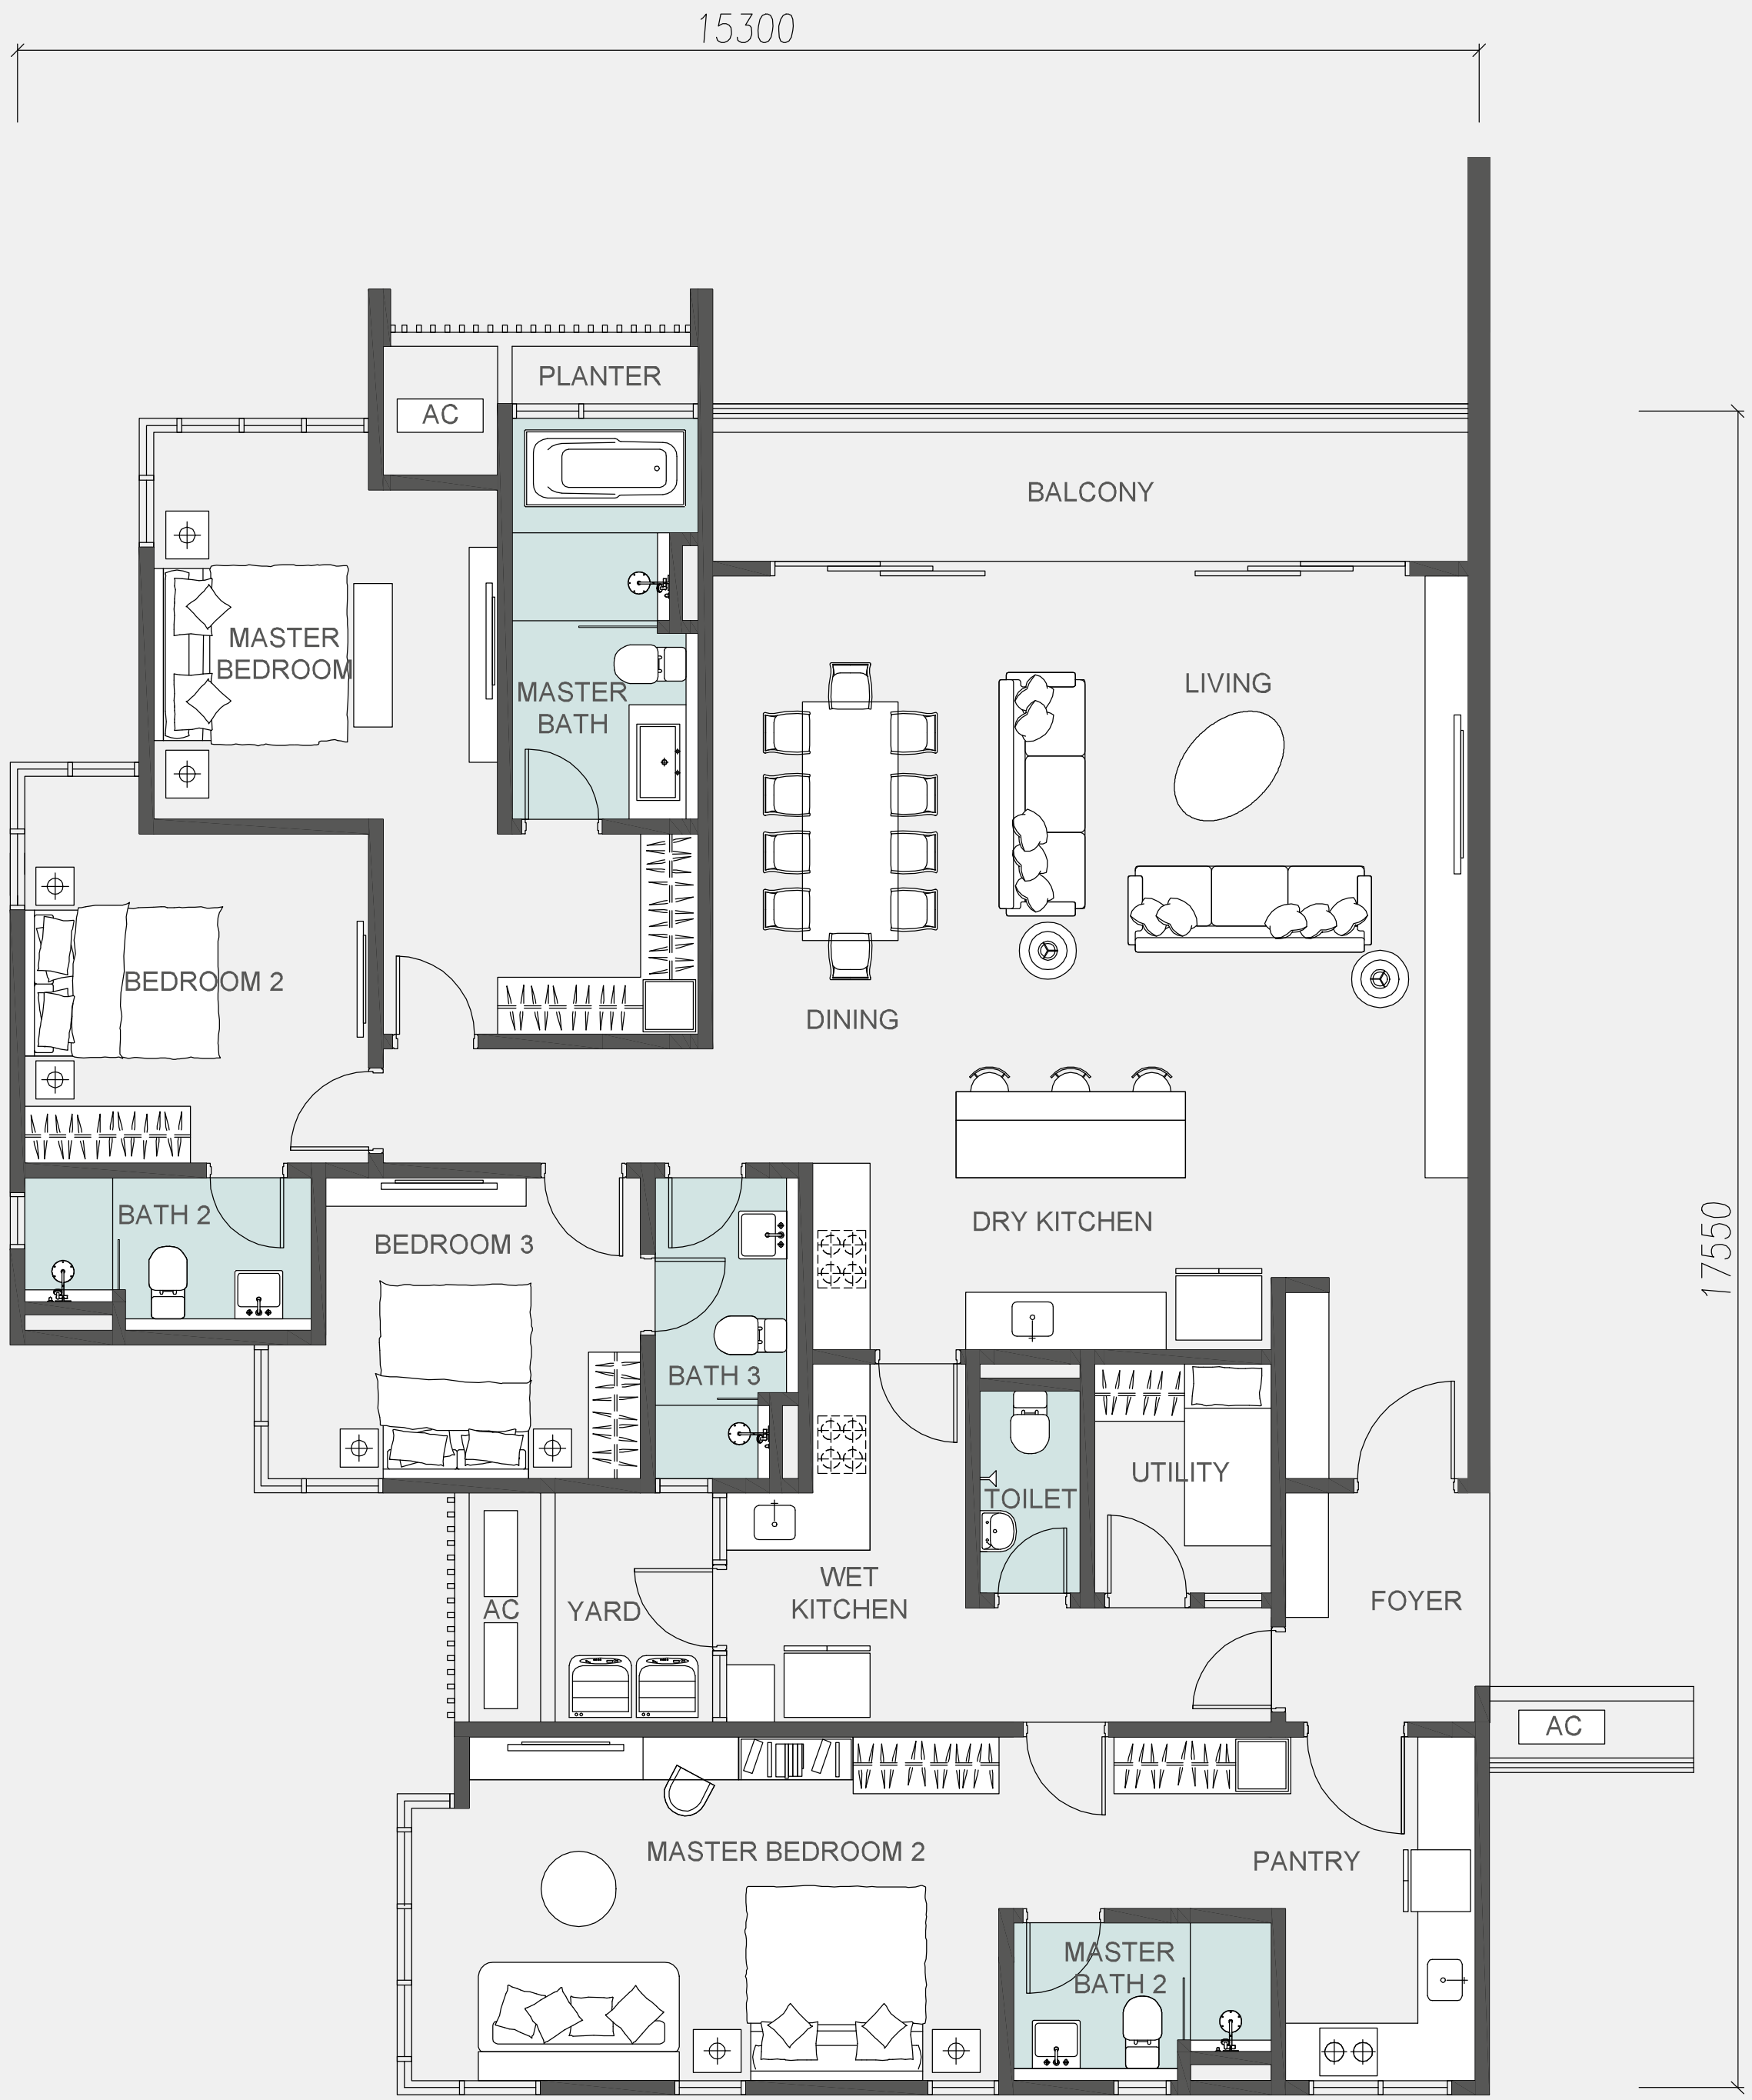 15300
PLANTER
AC
BALCONY
MASTER
BEDROOM
LIVING
MASTER
BATH
BEDROOM 2
DINING
BATH 2
DRY KITCHEN
BEDROOM 3
17550
BATH 3
UTILITY
TOILET
WET
KITCHEN
FOYER
AC
YARD
AC
MASTER BEDROOM 2
PANTRY
MASTER
BATH 2